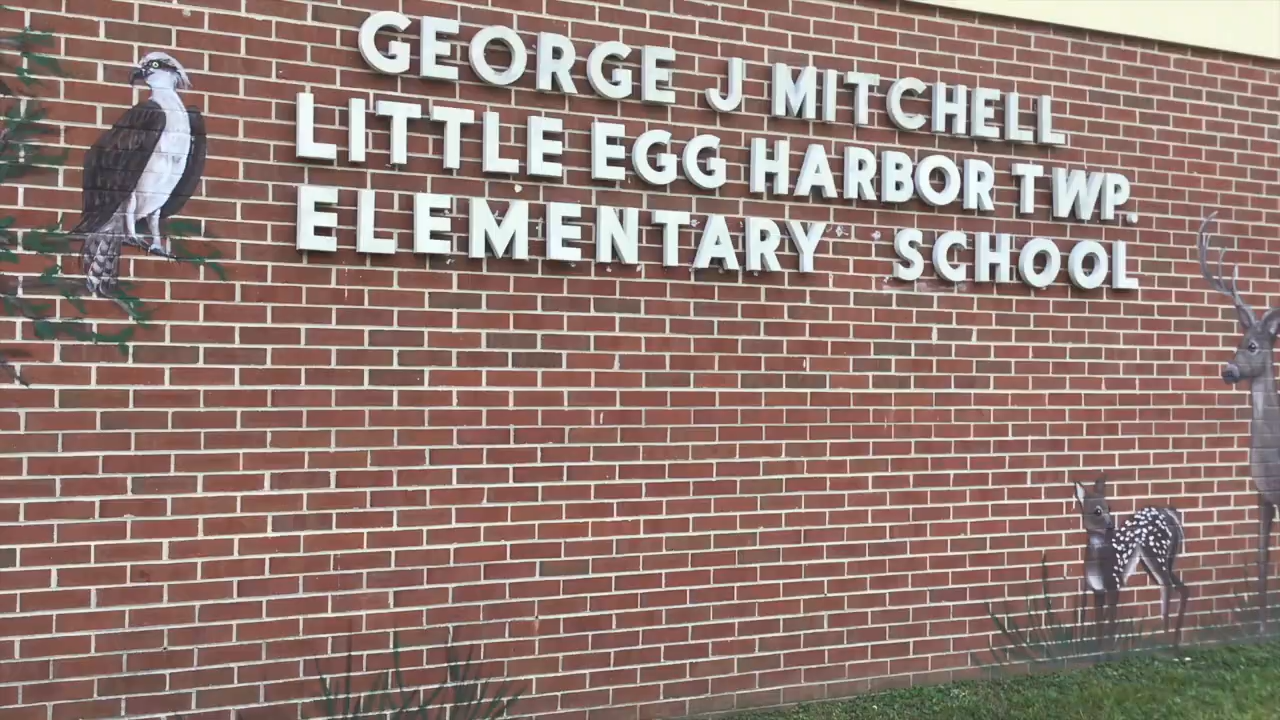 GEORGE J MITCHELL
LITTLE EGG HARBOR TWP.
ELEMENTARY SCHOOL